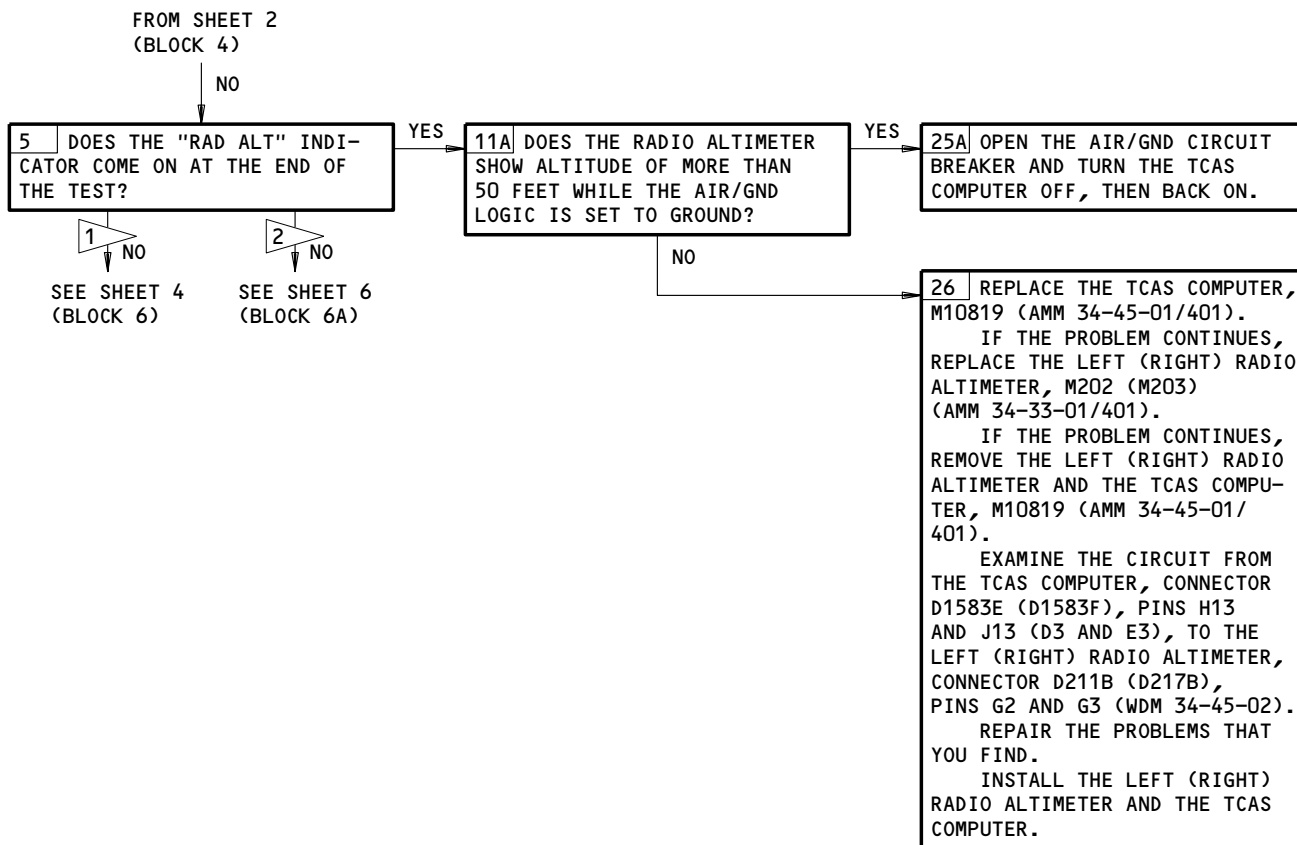 FROM SHEET 2
(BLOCK 4)
NO
5 DOES THE "RAD ALT" INDI-
CATOR COME ON AT THE END OF
THE TEST?
YES
1
NO
SEE SHEET 4
(BLOCK 6)
2
NO
SEE SHEET 6
(BLOCK 6A)
11A DOES THE RADIO ALTIMETER
SHOW ALTITUDE OF MORE THAN
50 FEET WHILE THE AIR/GND
LOGIC IS SET TO GROUND?
YES
NO
25A OPEN THE AIR/GND CIRCUIT
BREAKER AND TURN THE TCAS
COMPUTER OFF, THEN BACK ON.
26 REPLACE THE TCAS COMPUTER,
M10819 (AMM 34-45-01/401).
IF THE PROBLEM CONTINUES,
REPLACE THE LEFT (RIGHT) RADIO
ALTIMETER, M202 (M203)
(AMM 34-33-01/401).
IF THE PROBLEM CONTINUES,
REMOVE THE LEFT (RIGHT) RADIO
ALTIMETER AND THE TCAS COMPU-
TER, M10819 (AMM 34-45-01/
401).
EXAMINE THE CIRCUIT FROM
THE TCAS COMPUTER, CONNECTOR
D1583E (D1583F), PINS H13
AND J13 (D3 AND E3), TO THE
LEFT (RIGHT) RADIO ALTIMETER,
CONNECTOR D211B (D217B),
PINS G2 AND G3 (WDM 34-45-02).
REPAIR THE PROBLEMS THAT
YOU FIND.
INSTALL THE LEFT (RIGHT)
RADIO ALTIMETER AND THE TCAS
COMPUTER.